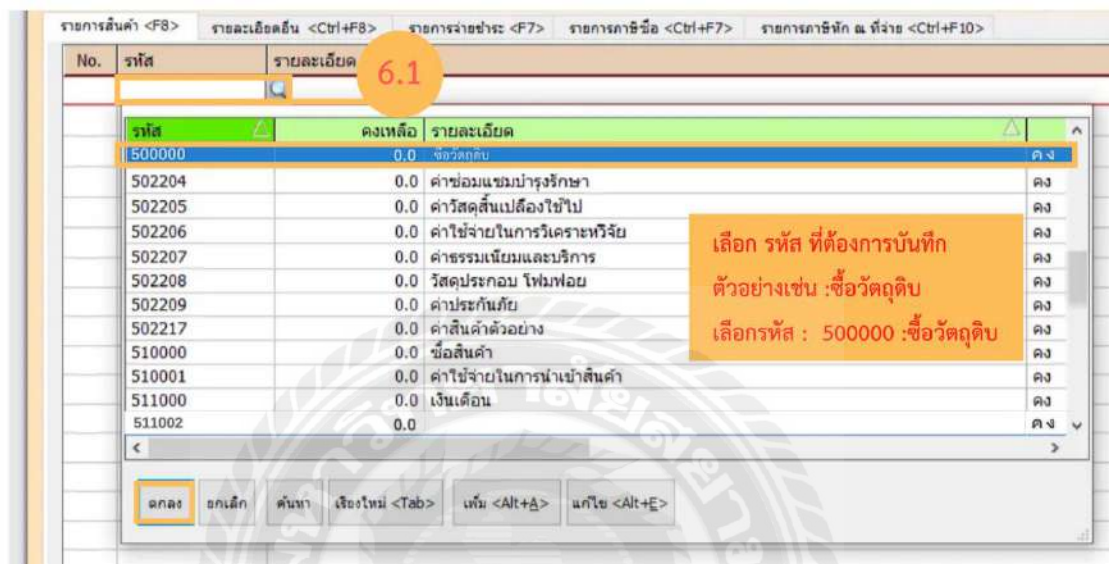 รายการสินค้า <F8> รายละเอียดอื่น <Ctrl+F8> รายการจ่ายชำระ <F7> รายการภาษีซื้อ <Ctrl+F7> รายการภาษีหัก ณ ที่จ่าย <Ctrl+F10>
No. รหัส รายละเอียด
6.1
รหัส คงเหลือ รายละเอียด
500000 0.0 ซื้อวัตถุดิบ คง
502204 0.0 ค่าซ่อมแซมบำรุงรักษา คง
502205 0.0 ค่าวัสดุสิ้นเปลืองใช้ไป คง
502206 0.0 ค่าใช้จ่ายในการวิเคราะห์วิจัย คง
502207 0.0 ค่าธรรมเนียมและบริการ คง
502208 0.0 วัสดุประกอบ โฟมฟอย คง
502209 0.0 ค่าประกันภัย คง
502217 0.0 ค่าสินค้าตัวอย่าง คง
510000 0.0 ซื้อสินค้า คง
510001 0.0 ค่าใช้จ่ายในการนำเข้าสินค้า คง
511000 0.0 เงินเดือน คง
511002 0.0 คง
เลือก รหัส ที่ต้องการบันทึก
ตัวอย่างเช่น :ซื้อวัตถุดิบ
เลือกรหัส : 500000 :ซื้อวัตถุดิบ
ตกลง ยกเลิก ค้นหา เรียงใหม่ <Tab> เพิ่ม <Alt+A> แก้ไข <Alt+E>